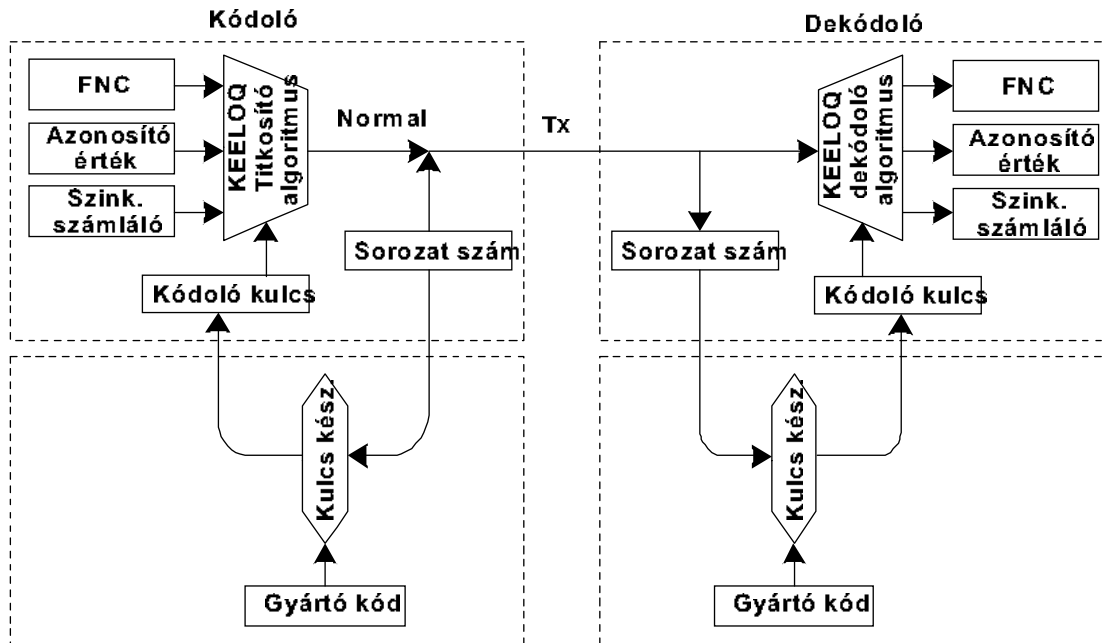 Kódoló
FNC
Azonosító
érték
Szink.
számláló
KEELOQ
Titkosító
algoritmus
Normal
Sorozat szám
Kódoló kulcs
Kulcs kész.
Gyártó kód
Tx
Dekódoló
KEELOQ
dekódoló
algoritmus
FNC
Azonosító
érték
Szink.
számláló
Sorozat szám
Kódoló kulcs
Kulcs kész.
Gyártó kód